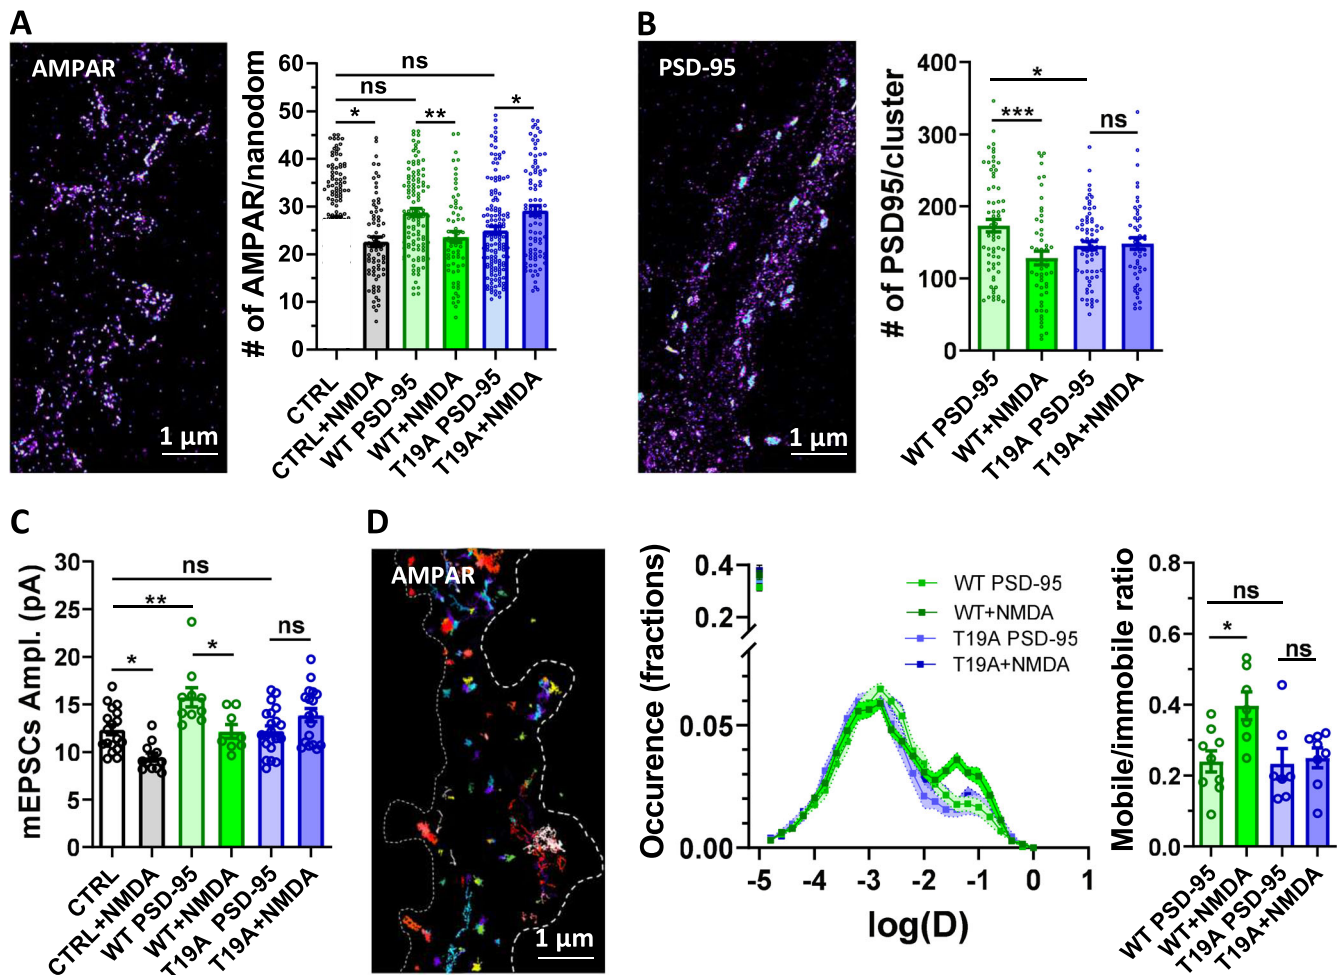 A
AMPAR
1 µm
# of AMPAR/nanodom
60
50
40
30
20
10
0
ns
ns
*
**
*
CTRL
CTRL+NMDA
WT PSD-95
WT+NMDA
T19A PSD-95
T19A+NMDA
B
PSD-95
1 µm
# of PSD95/cluster
400
300
200
100
0
*
***
ns
WT PSD-95
WT+NMDA
T19A PSD-95
T19A+NMDA
C
mEPSCs Ampl. (pA)
30
25
20
15
10
5
0
ns
**
*
*
ns
CTRL
CTRL+NMDA
WT PSD-95
WT+NMDA
T19A PSD-95
T19A+NMDA
D
AMPAR
1 µm
Occurence (fractions)
0.4
0.2
0.05
0.00
-5
-4
-3
-2
-1
0
1
log(D)
WT PSD-95
WT+NMDA
T19A PSD-95
T19A+NMDA
Mobile/immobile ratio
0.8
0.6
0.4
0.2
0.0
ns
*
ns
WT PSD-95
WT+NMDA
T19A PSD-95
T19A+NMDA